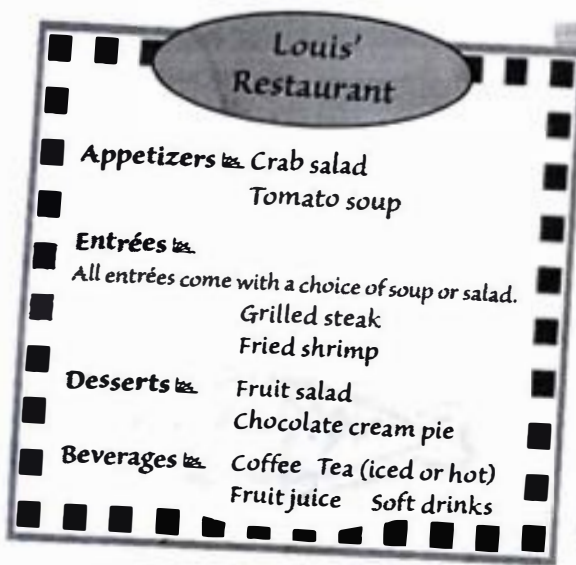 Louis'
Restaurant
Appetizers Crab salad
Tomato soup
Entrées
All entrées come with a choice of soup or salad.
Grilled steak
Fried shrimp
Desserts Fruit salad
Chocolate cream pie
Beverages Coffee Tea (iced or hot)
Fruit juice Soft drinks